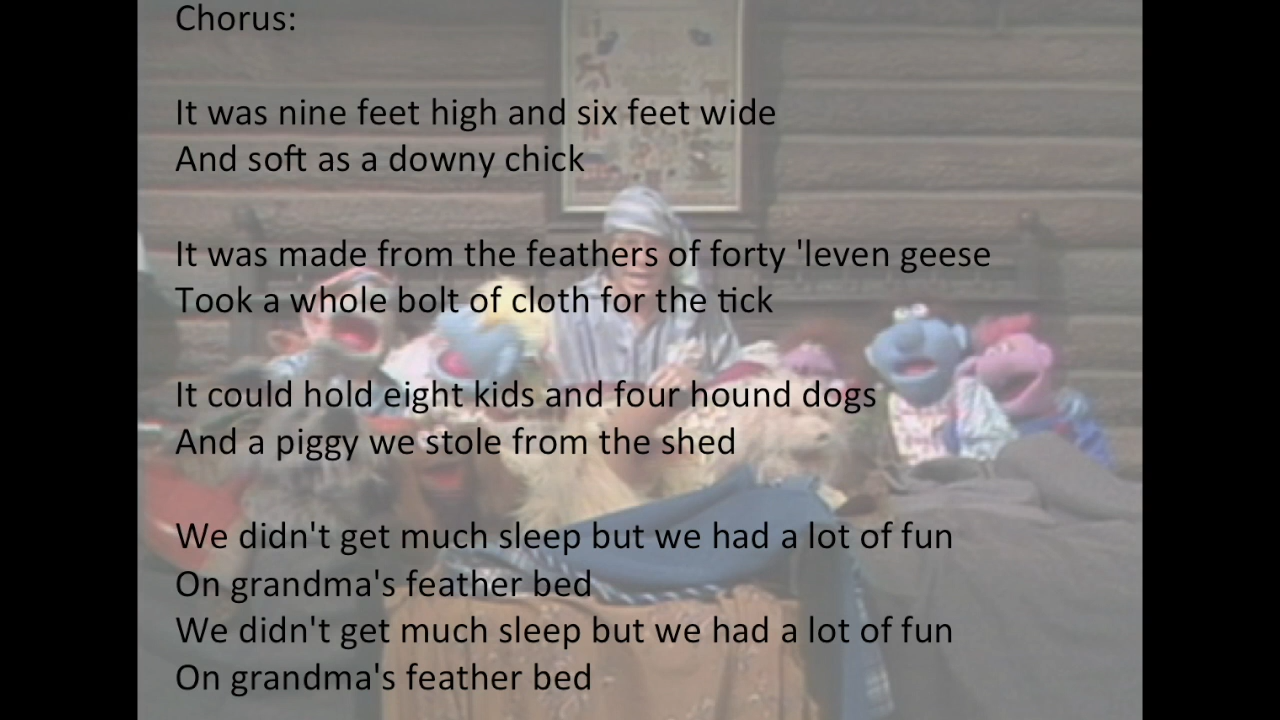 Chorus:
It was nine feet high and six feet wide
And soft as a downy chick
It was made from the feathers of forty 'leven geese
Took a whole bolt of cloth for the tick
It could hold eight kids and four hound dogs
And a piggy we stole from the shed
We didn't get much sleep but we had a lot of fun
On grandma's feather bed
We didn't get much sleep but we had a lot of fun
On grandma's feather bed